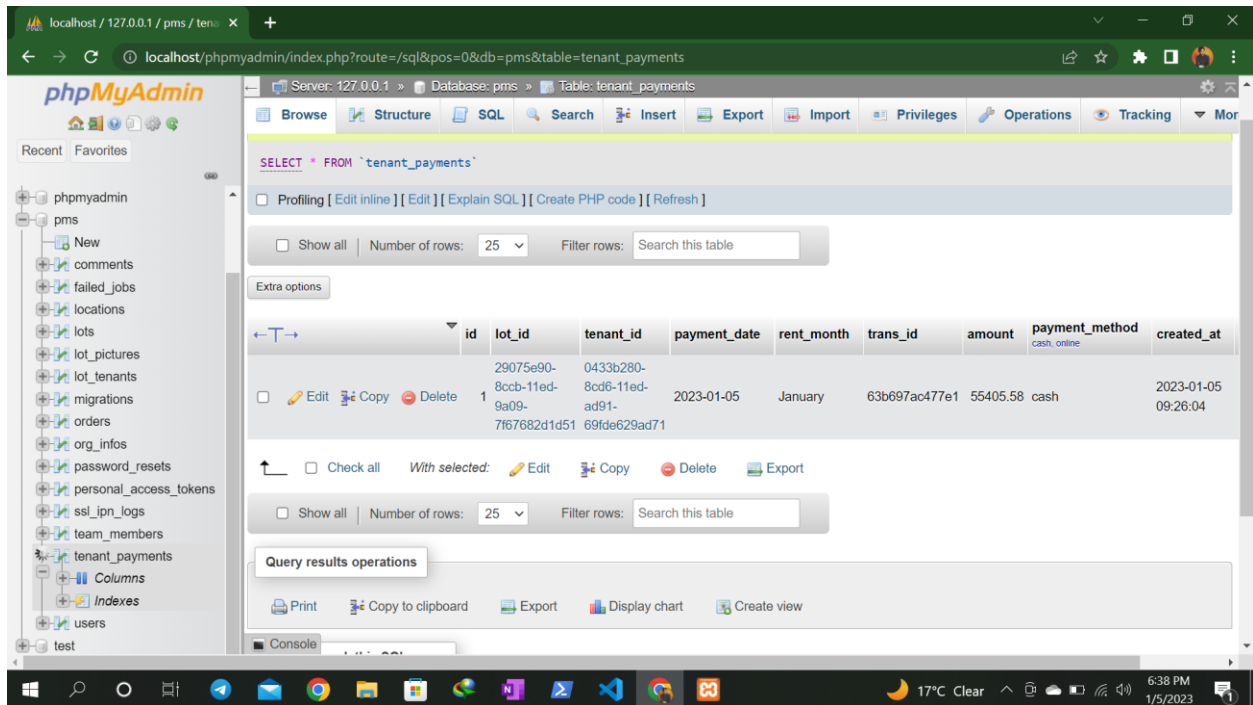 localhost / 127.0.0.1 / pms / tena
localhost/phpmyadmin/index.php?route=/sql&pos=0&db=pms&table=tenant_payments
phpMyAdmin
Recent Favorites
phpmyadmin
pms
New
comments
failed_jobs
locations
lots
lot_pictures
lot_tenants
migrations
orders
org_infos
password_resets
personal_access_tokens
ssl_ipn_logs
team_members
tenant_payments
Columns
Indexes
users
test
Server: 127.0.0.1 » Database: pms » Table: tenant_payments
Browse Structure SQL Search Insert Export Import Privileges Operations Tracking Mor
SELECT * FROM `tenant_payments`
Profiling [ Edit inline ] [ Edit ] [ Explain SQL ] [ Create PHP code ] [ Refresh ]
Show all | Number of rows: 25 Filter rows: Search this table
Extra options
←T→ id lot_id tenant_id payment_date rent_month trans_id amount payment_method created_at
cash, online
29075e90- 0433b280-
8ccb-11ed- 8cd6-11ed-
Edit Copy Delete 1 9a09- ad91- 2023-01-05 January 63b697ac477e1 55405.58 cash 2023-01-05
7f67682d1d51 69fde629ad71 09:26:04
Check all With selected: Edit Copy Delete Export
Show all | Number of rows: 25 Filter rows: Search this table
Query results operations
Print Copy to clipboard Export Display chart Create view
Console
17°C Clear 6:38 PM
1/5/2023
1